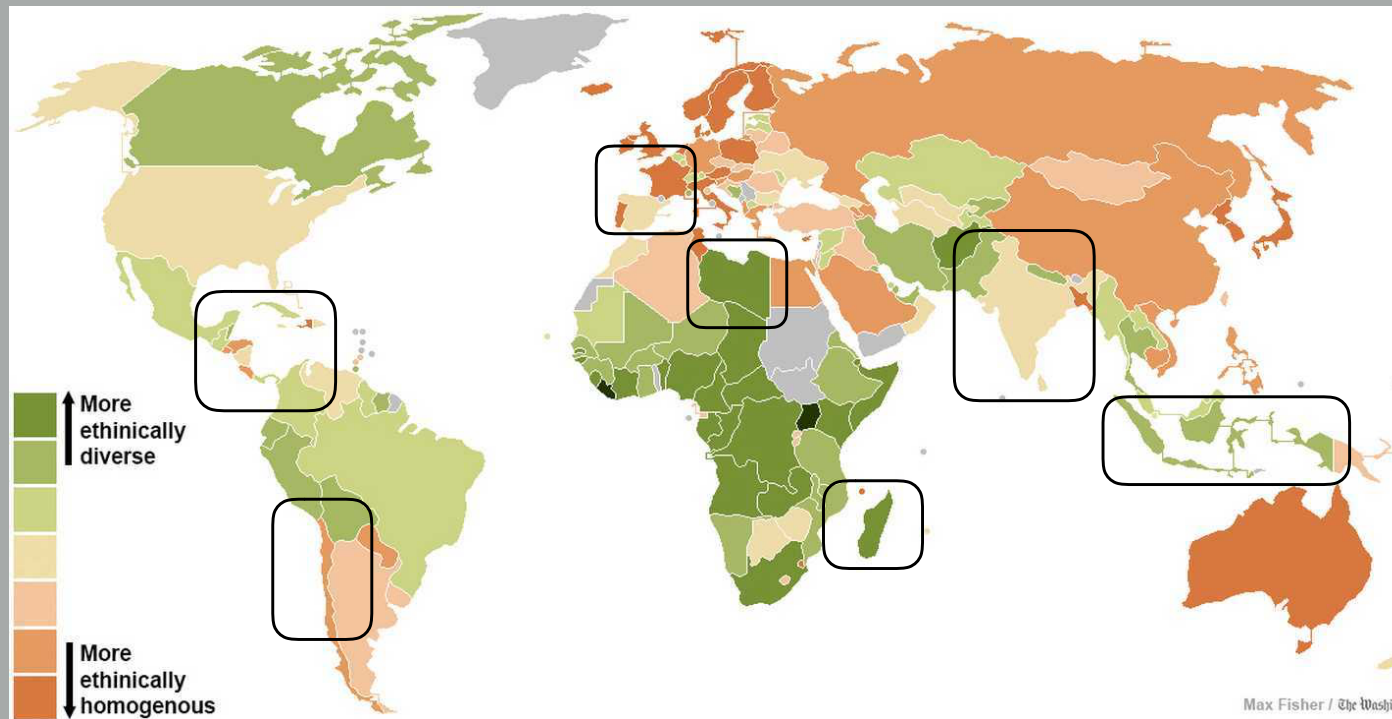 More
ethinically
diverse
More
ethinically
homogenous
Max Fisher / The Washi